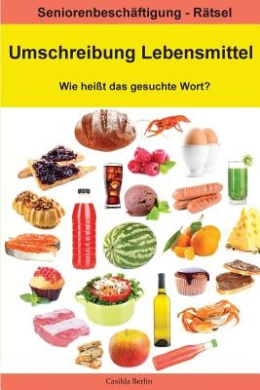 Seniorenbeschäftigung - Rätsel
Umschreibung Lebensmittel
Wie heißt das gesuchte Wort?
Casilda Berlin